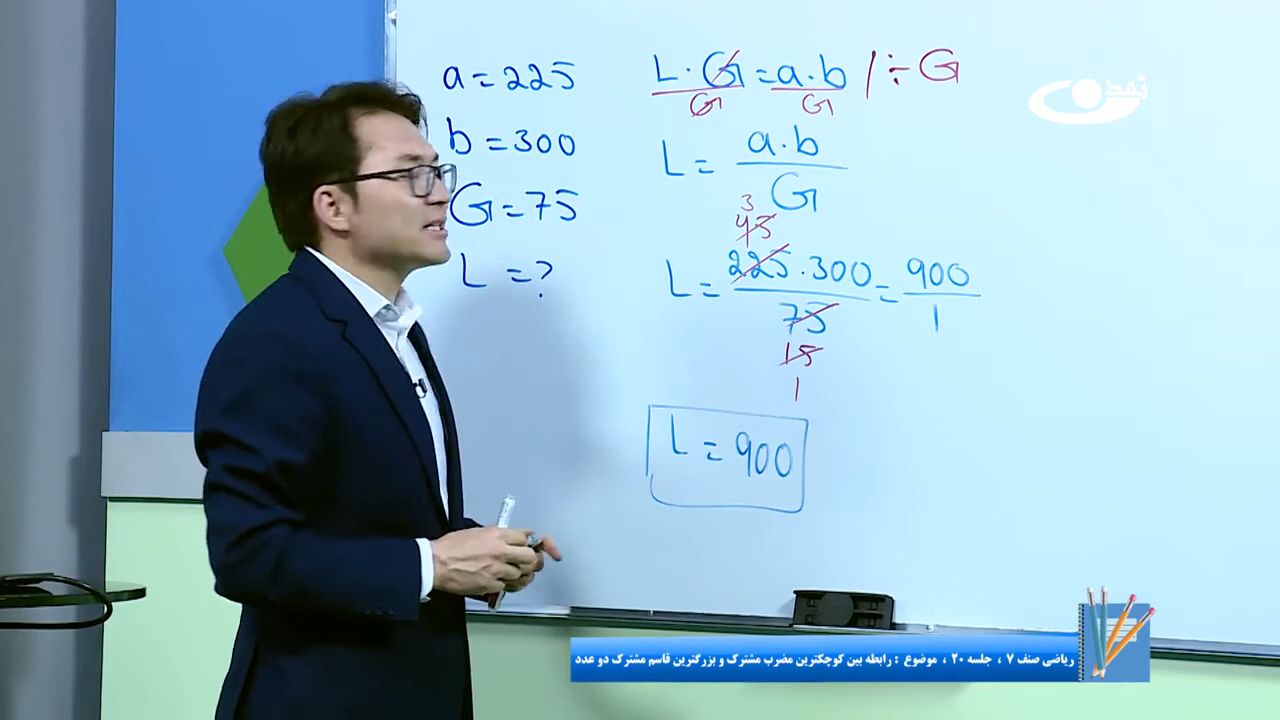 a = 225
b = 300
G = 75
L = ?
L · G = a · b | ÷ G
G G
L = a · b / G
3
45
L = 225 · 300 / 75 = 900 / 1
15
1
L = 900
نمد
ریاضی صنف ۷ ، جلسه ۲۰ ، موضوع : رابطه بین کوچکترین مضرب مشترک و بزرگترین قاسم مشترک دو عدد